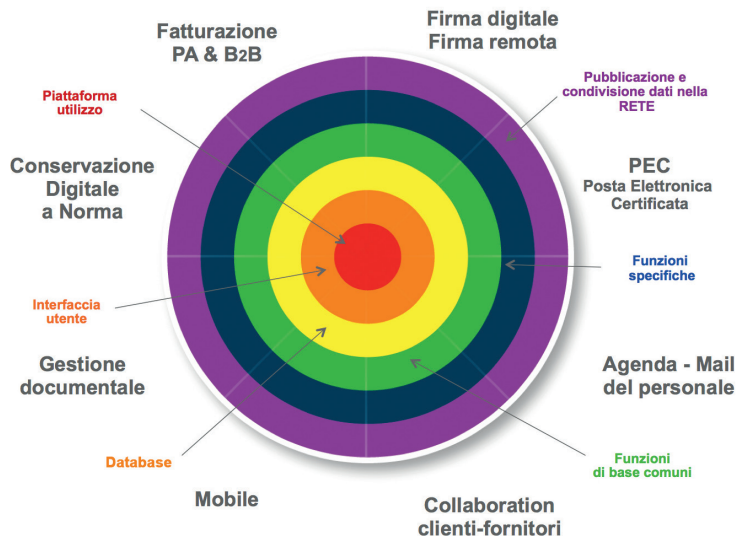 Fatturazione
PA & B2B
Firma digitale
Firma remota
Piattaforma
utilizzo
Pubblicazione e
condivisione dati nella
RETE
Conservazione
Digitale
a Norma
PEC
Posta Elettronica
Certificata
Funzioni
specifiche
Interfaccia
utente
Gestione
documentale
Agenda - Mail
del personale
Database
Funzioni
di base comuni
Mobile
Collaboration
clienti-fornitori